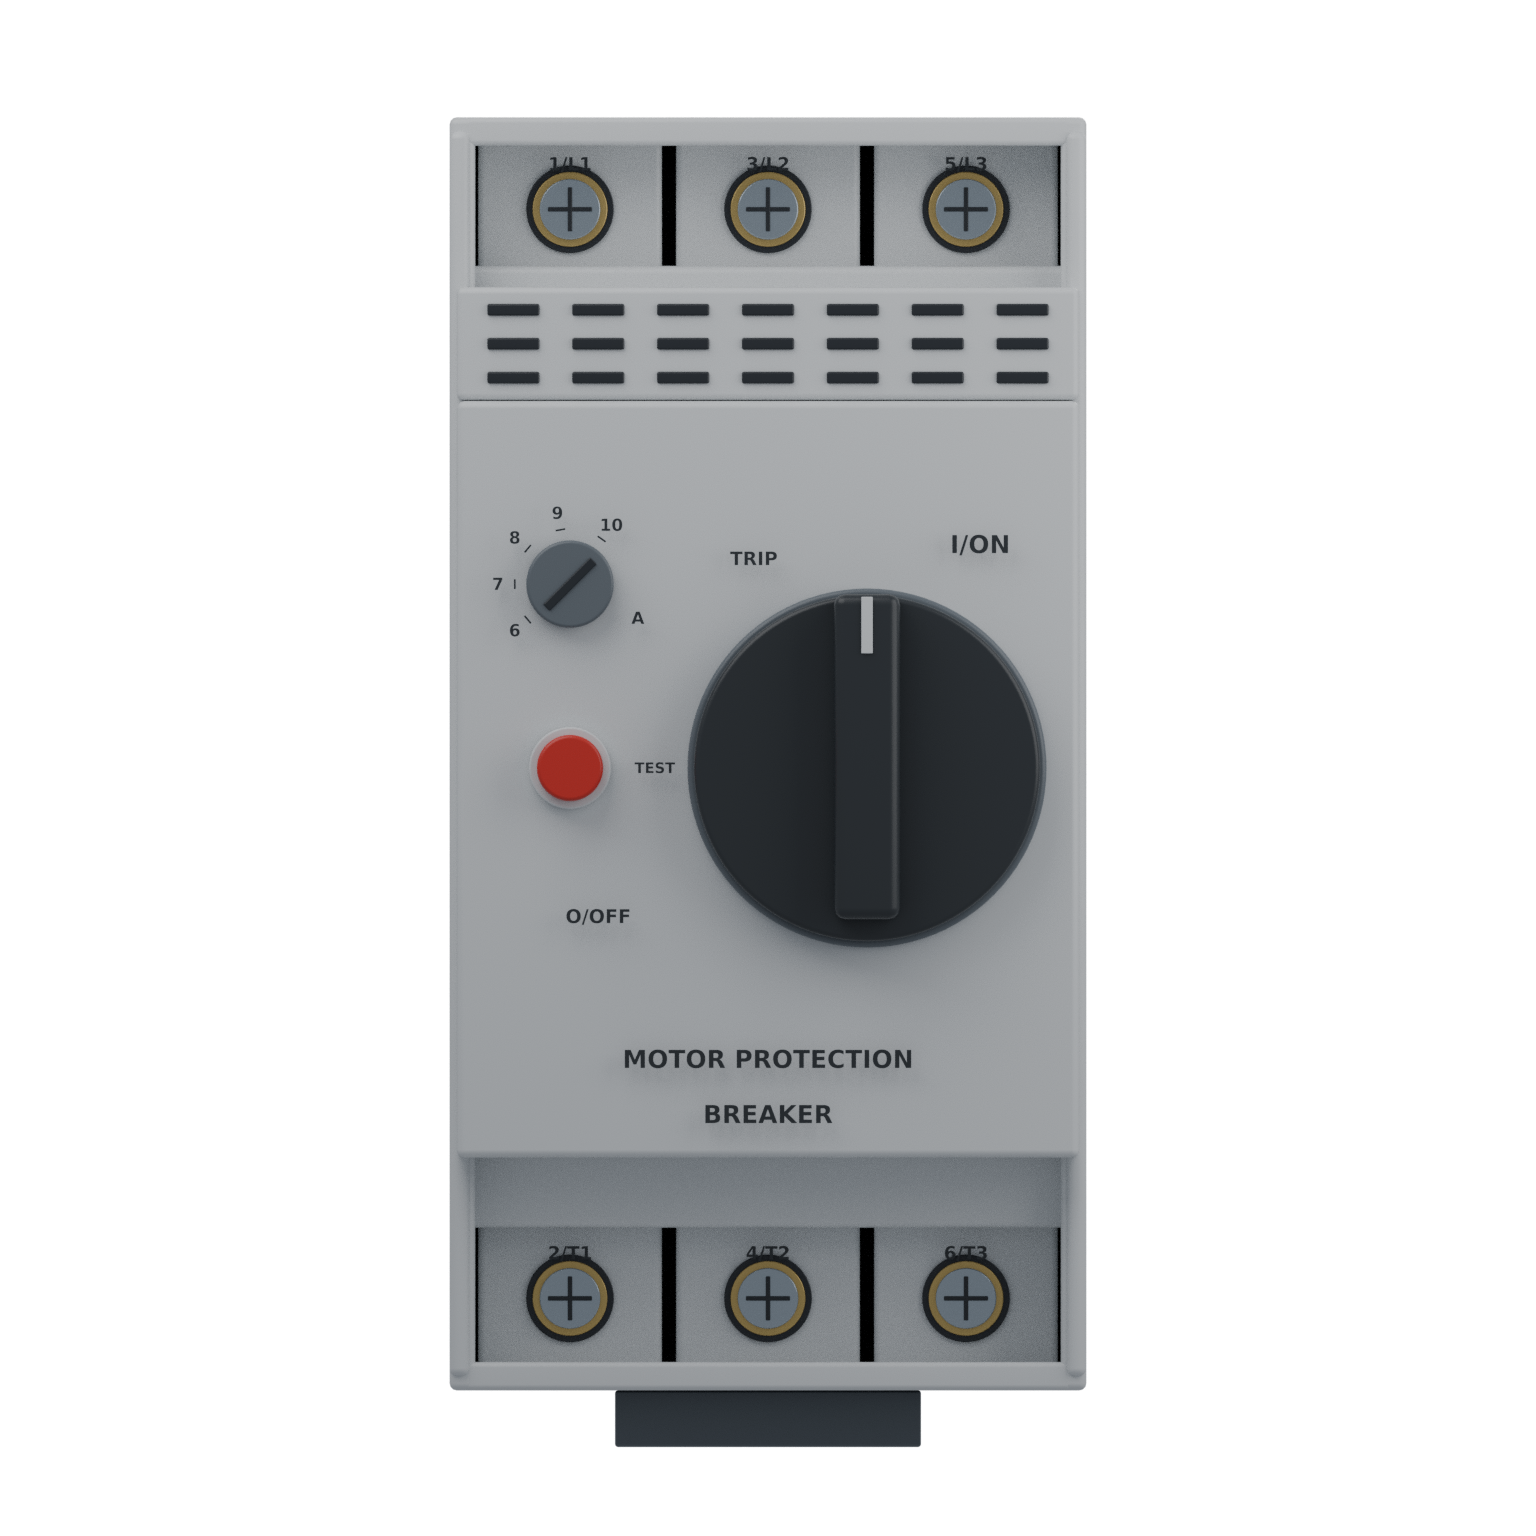 1/L1 3/L2 5/L3
9
10
8
7
6
A
TRIP
I/ON
TEST
O/OFF
MOTOR PROTECTION
BREAKER
2/T1 4/T2 6/T3